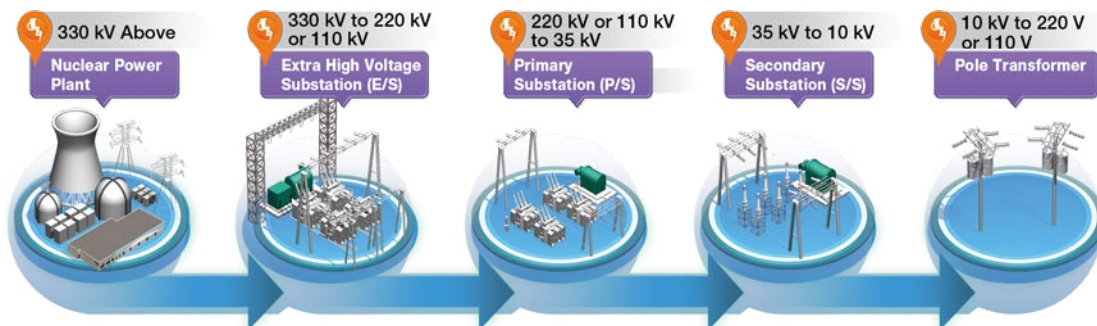 330 kV Above
Nuclear Power
Plant
330 kV to 220 kV
or 110 kV
Extra High Voltage
Substation (E/S)
220 kV or 110 kV
to 35 kV
Primary
Substation (P/S)
35 kV to 10 kV
Secondary
Substation (S/S)
10 kV to 220 V
or 110 V
Pole Transformer